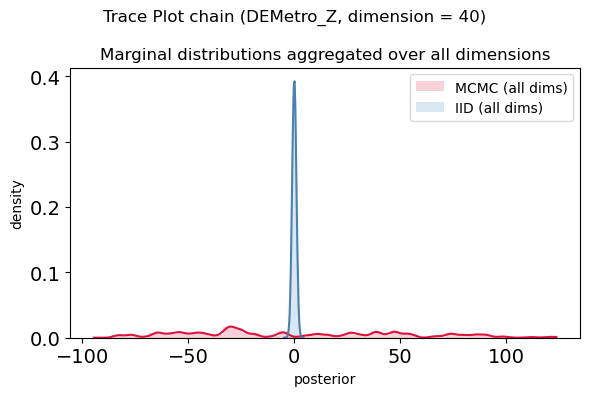 Trace Plot chain (DEMetro_Z, dimension = 40)
Marginal distributions aggregated over all dimensions
MCMC (all dims)
IID (all dims)
density
0.4
0.3
0.2
0.1
0.0
−100
−50
0
50
100
posterior